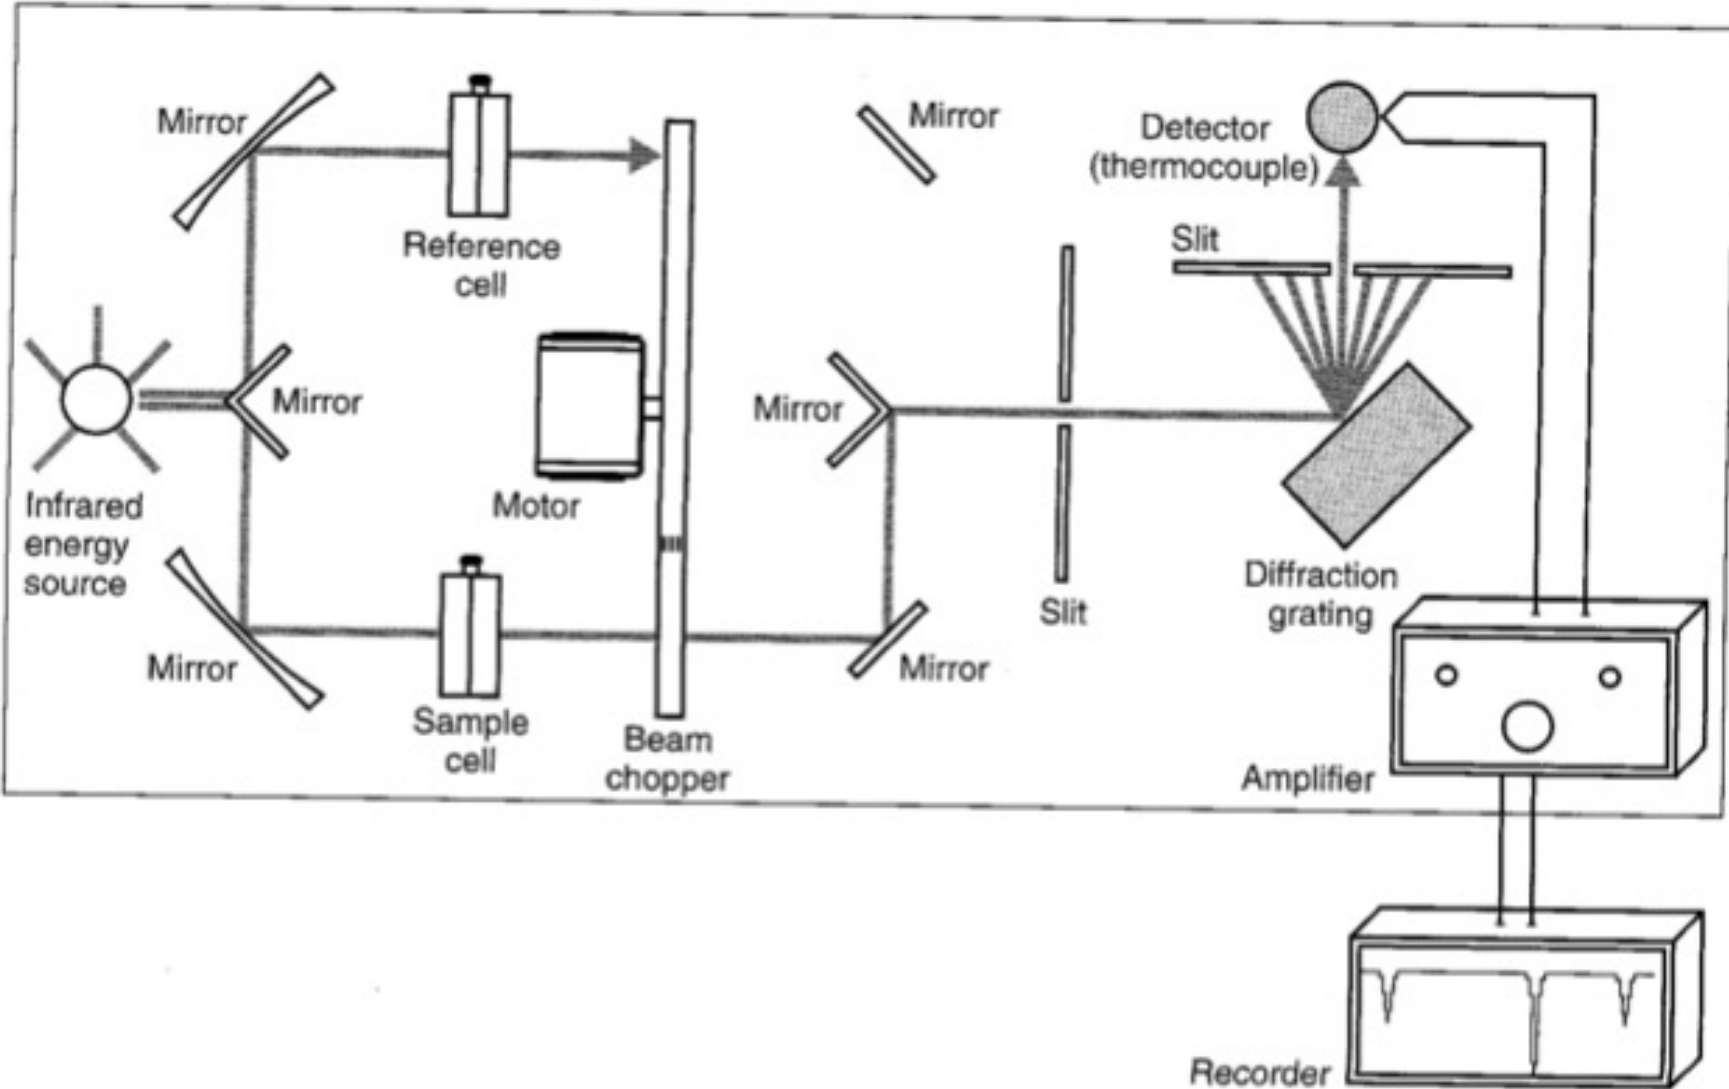 Mirror
Mirror
Detector
(thermocouple)
Reference
cell
Slit
Mirror
Mirror
Infrared
energy
source
Motor
Slit
Diffraction
grating
Mirror
Mirror
Sample
cell
Beam
chopper
Amplifier
Recorder